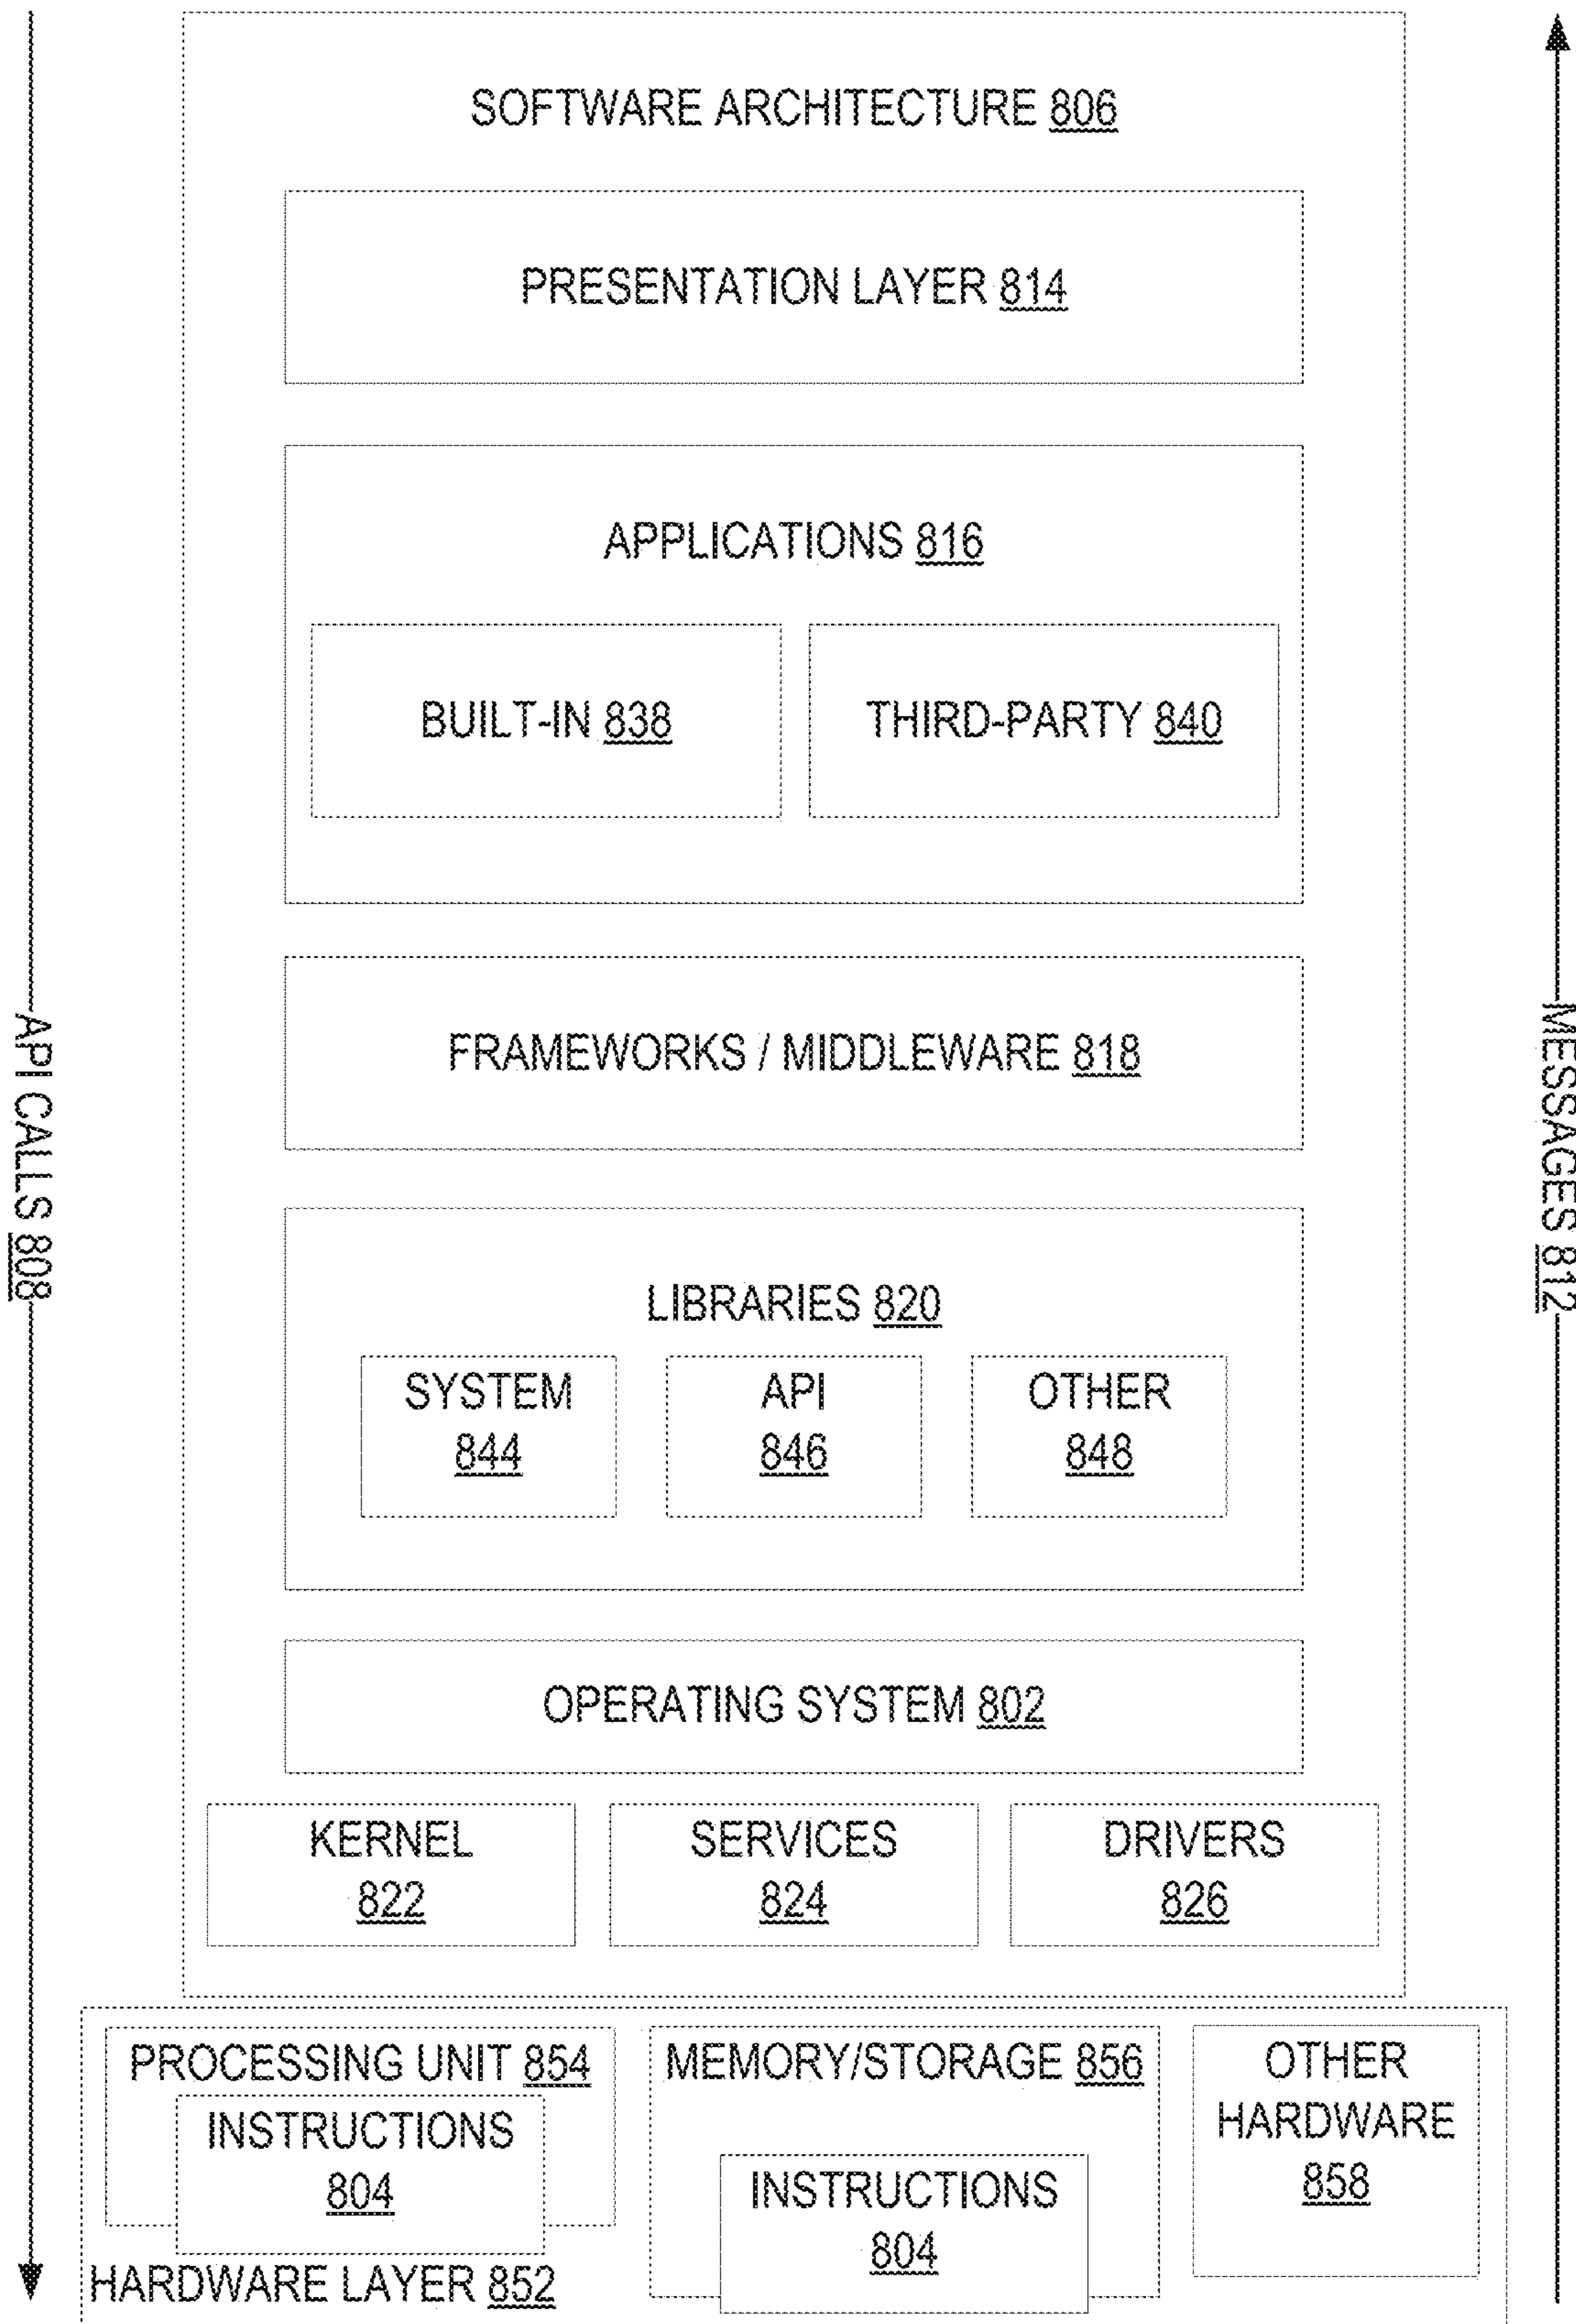 SOFTWARE ARCHITECTURE 806
PRESENTATION LAYER 814
APPLICATIONS 816
BUILT-IN 838
THIRD-PARTY 840
FRAMEWORKS / MIDDLEWARE 818
API CALLS 808
MESSAGES 812
LIBRARIES 820
SYSTEM
844
API
846
OTHER
848
OPERATING SYSTEM 802
KERNEL
822
SERVICES
824
DRIVERS
826
PROCESSING UNIT 854
INSTRUCTIONS
804
MEMORY/STORAGE 856
INSTRUCTIONS
804
OTHER
HARDWARE
858
HARDWARE LAYER 852